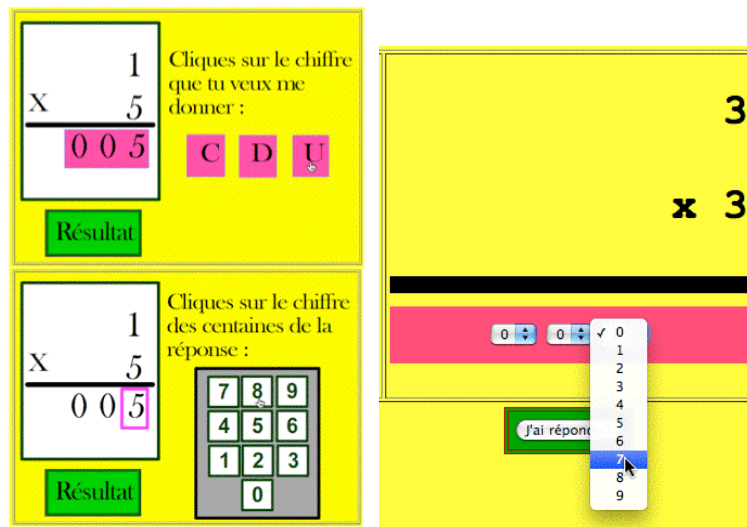 1
X 5
0 0 5
Résultat
Cliques sur le chiffre
que tu veux me
donner :
C D U
1
X 5
0 0 5
Résultat
Cliques sur le chiffre
des centaines de la
réponse :
7 8 9
4 5 6
1 2 3
0
3
x 3
0 0 ✓ 0
1
2
3
4
5
6
7
8
9
J'ai répond